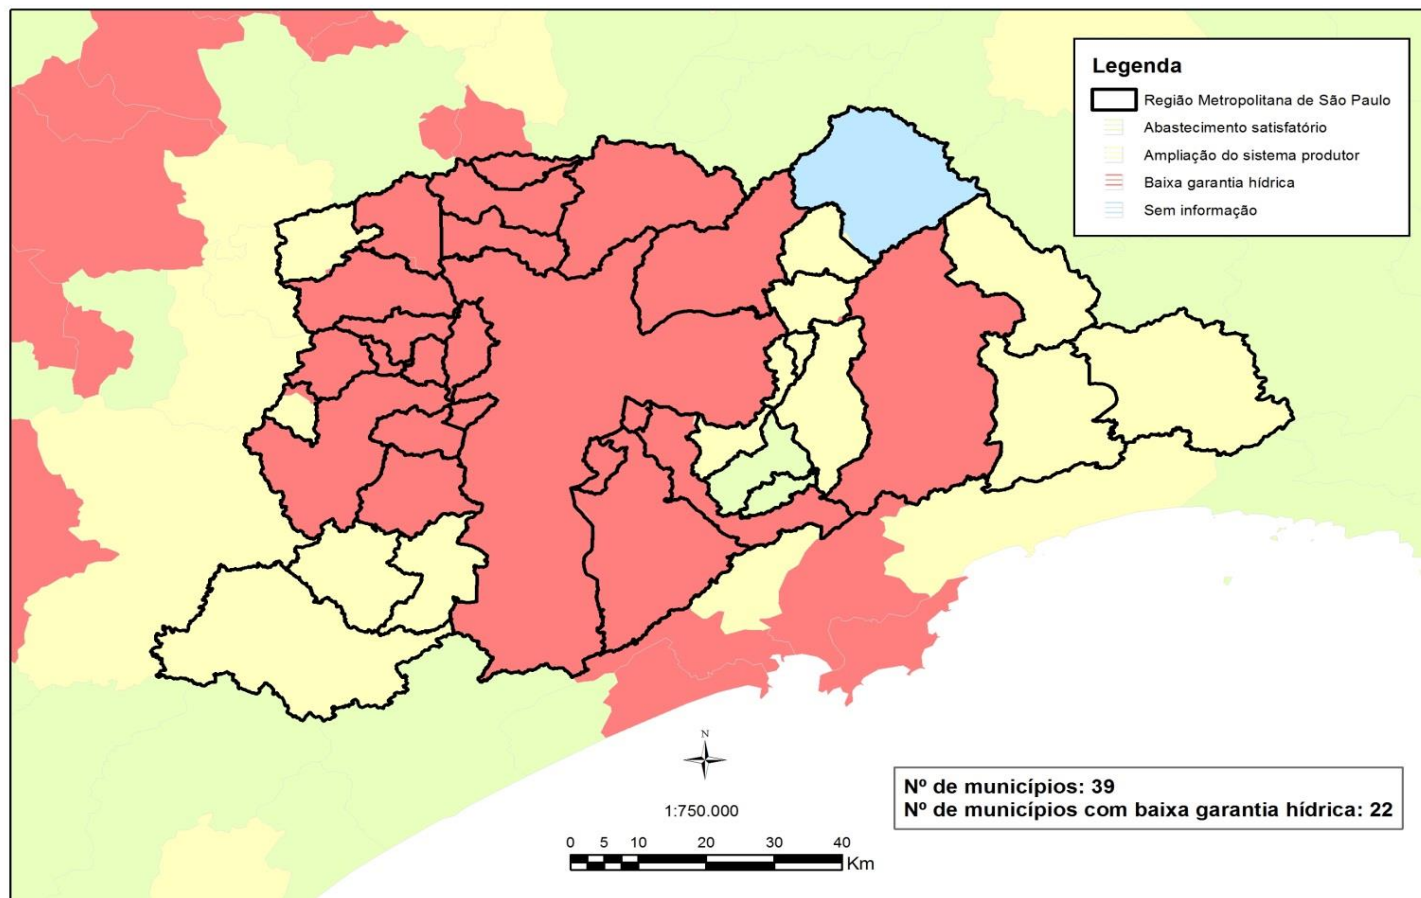 Legenda
Região Metropolitana de São Paulo
Abastecimento satisfatório
Ampliação do sistema produtor
Baixa garantia hídrica
Sem informação
N
1:750.000
0 5 10 20 30 40
Km
Nº de municípios: 39
Nº de municípios com baixa garantia hídrica: 22